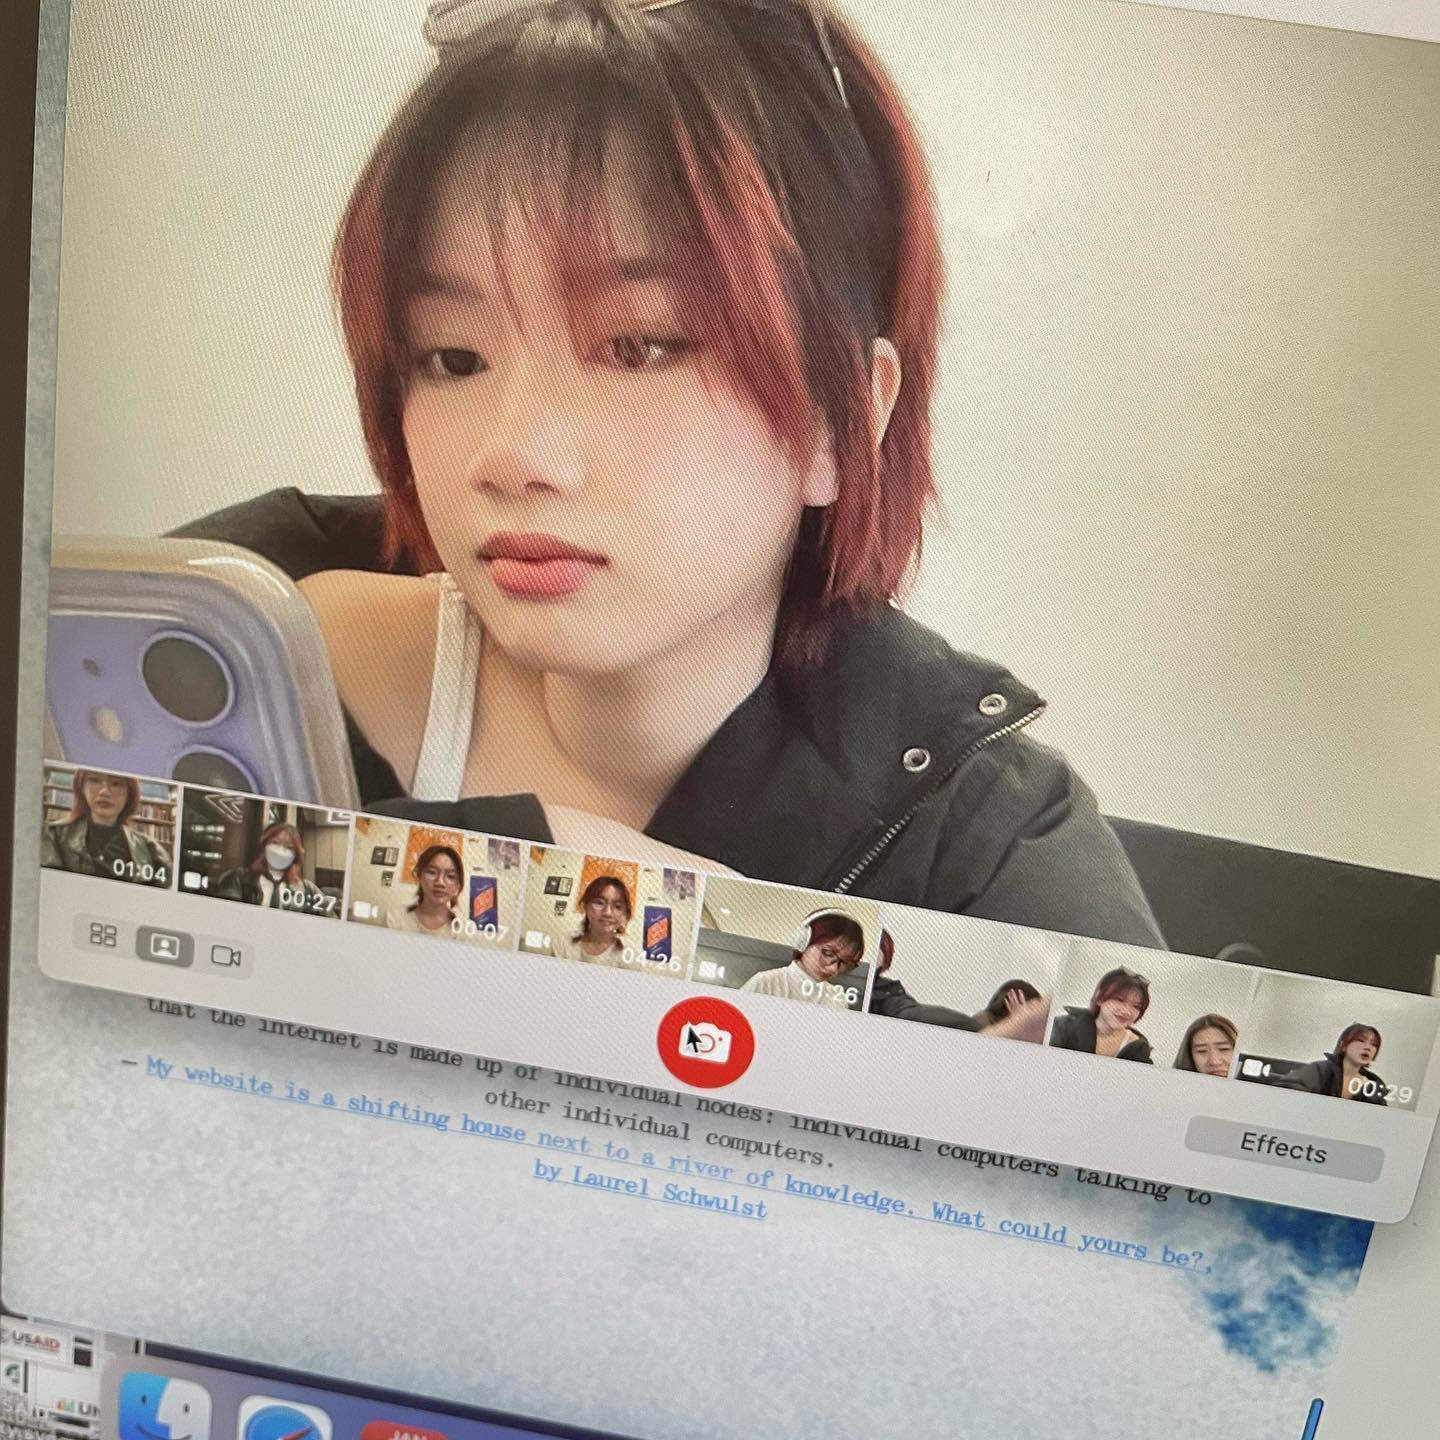 01:04
00:27
00:07
04:26
01:26
00:29
Effects
that the internet is made up of individual nodes: individual computers talking to
other individual computers.
— My website is a shifting house next to a river of knowledge. What could yours be?,
by Laurel Schwulst
USAID